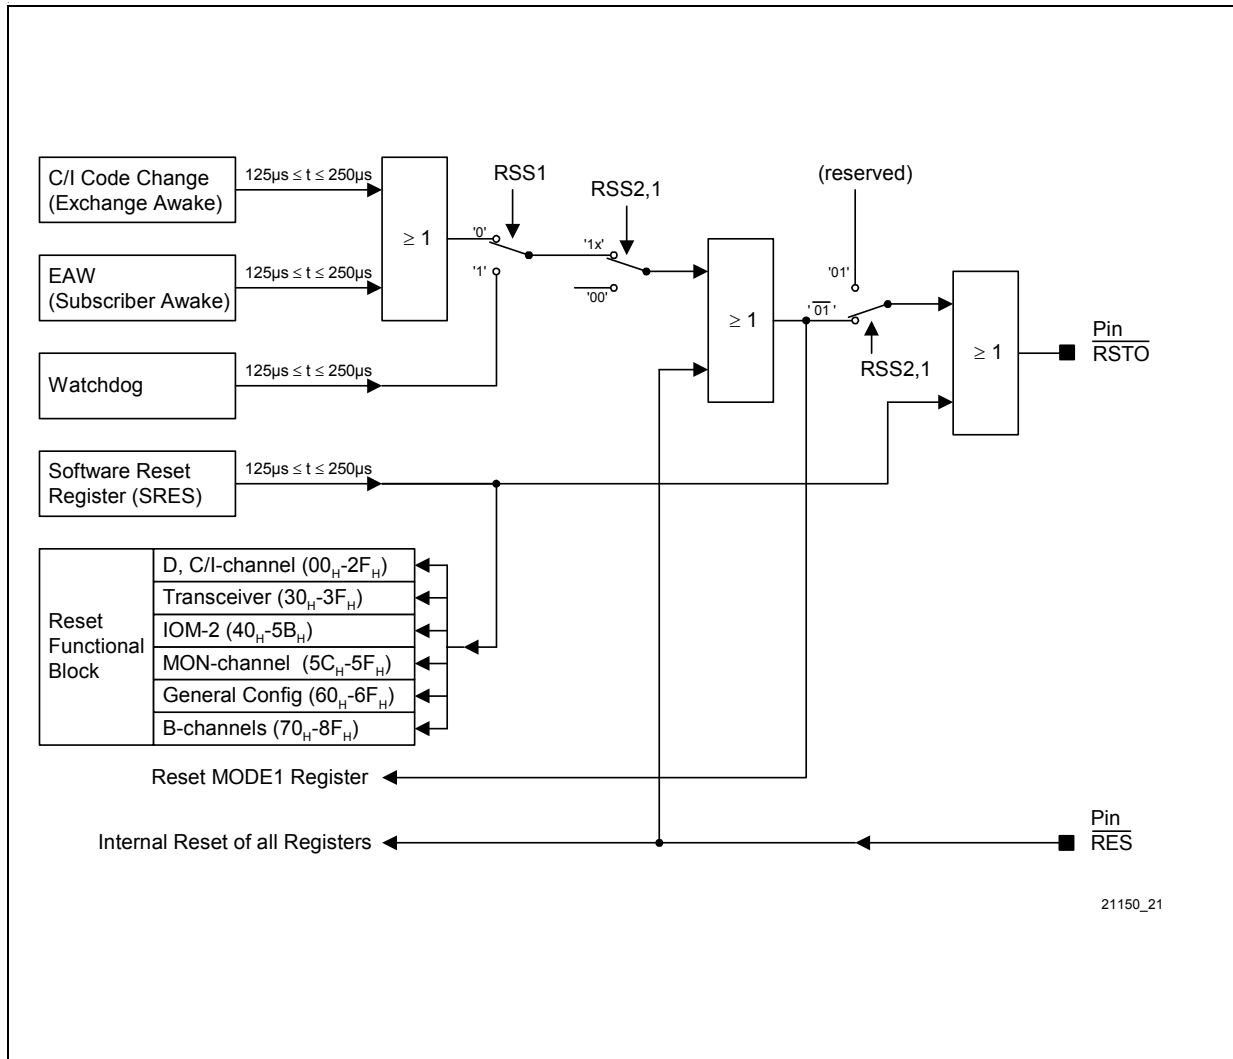 C/I Code Change
(Exchange Awake)
125µs ≤ t ≤ 250µs
EAW
(Subscriber Awake)
125µs ≤ t ≤ 250µs
Watchdog
125µs ≤ t ≤ 250µs
Software Reset
Register (SRES)
125µs ≤ t ≤ 250µs
≥ 1
RSS1
'0'
'1'
RSS2,1
'1x'
'00'
≥ 1
(reserved)
'01'
'01'
RSS2,1
≥ 1
Pin
RSTO
Reset
Functional
Block
D, C/I-channel (00H-2FH)
Transceiver (30H-3FH)
IOM-2 (40H-5BH)
MON-channel (5CH-5FH)
General Config (60H-6FH)
B-channels (70H-8FH)
Reset MODE1 Register
Internal Reset of all Registers
Pin
RES
21150_21